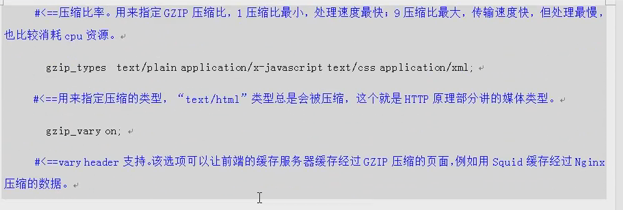 #<==压缩比率。用来指定GZIP压缩比，1压缩比最小，处理速度最快；9压缩比最大，传输速度快，但处理最慢，
也比较消耗cpu资源。
gzip_types  text/plain application/x-javascript text/css application/xml;
#<==用来指定压缩的类型，“text/html”类型总是会被压缩，这个就是HTTP原理部分讲的媒体类型。
gzip_vary on;
#<==vary header支持。该选项可以让前端的缓存服务器缓存经过GZIP压缩的页面，例如用Squid缓存经过Nginx
压缩的数据。